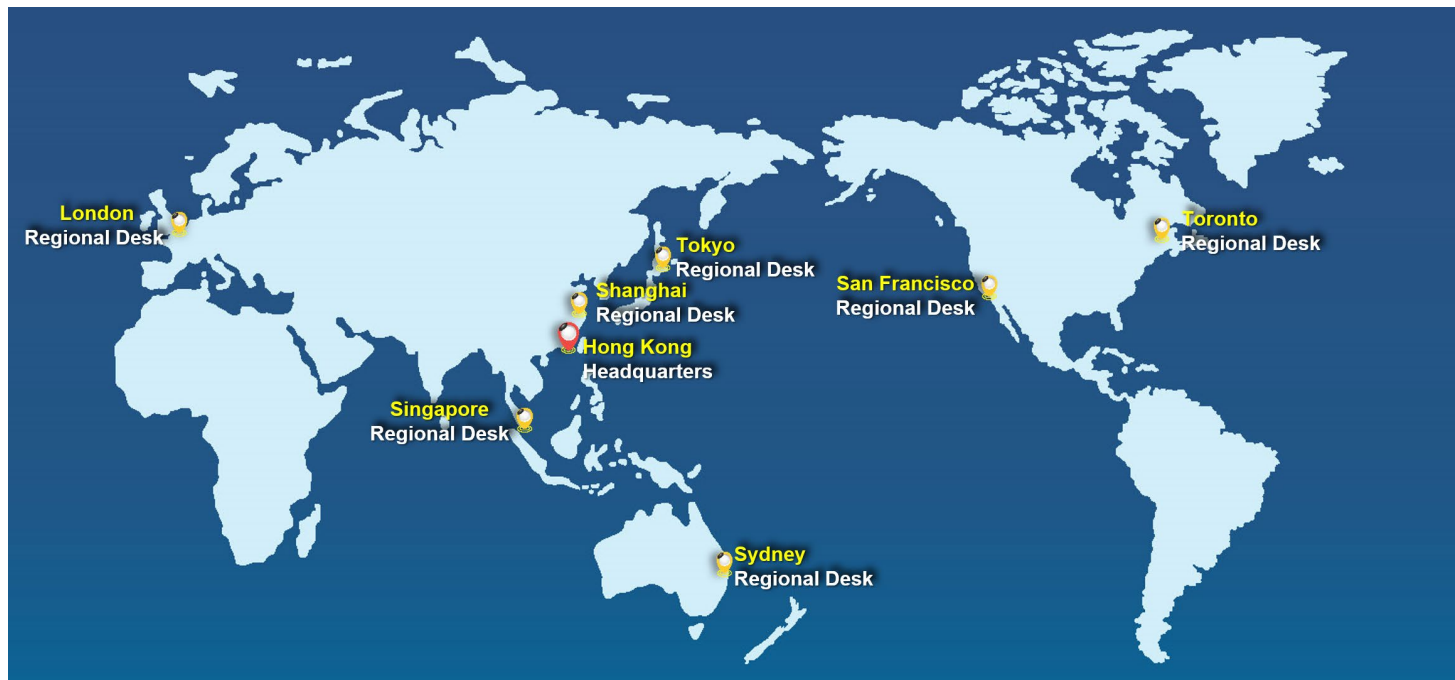 London
Regional Desk
Tokyo
Regional Desk
Shanghai
Regional Desk
Hong Kong
Headquarters
Singapore
Regional Desk
Sydney
Regional Desk
San Francisco
Regional Desk
Toronto
Regional Desk